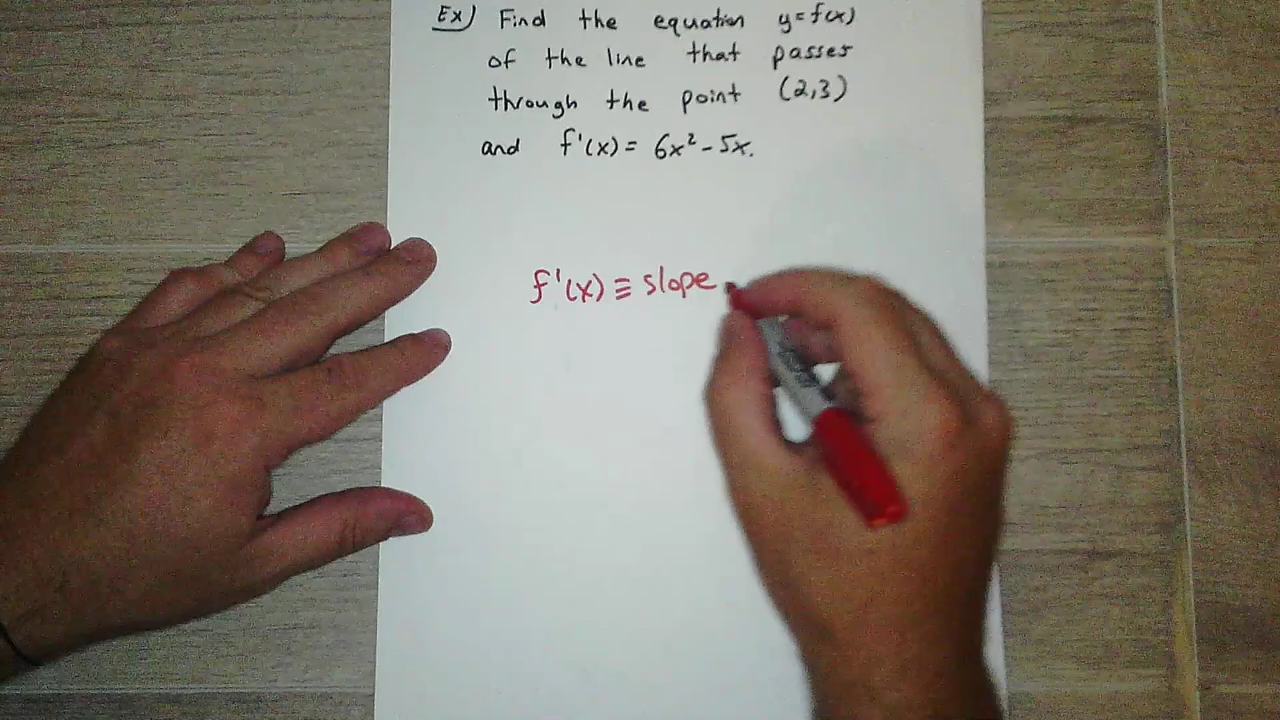 Ex) Find the equation y=f(x)
of the line that passes
through the point (2,3)
and f'(x) = 6x² - 5x.
f'(x) ≡ slope